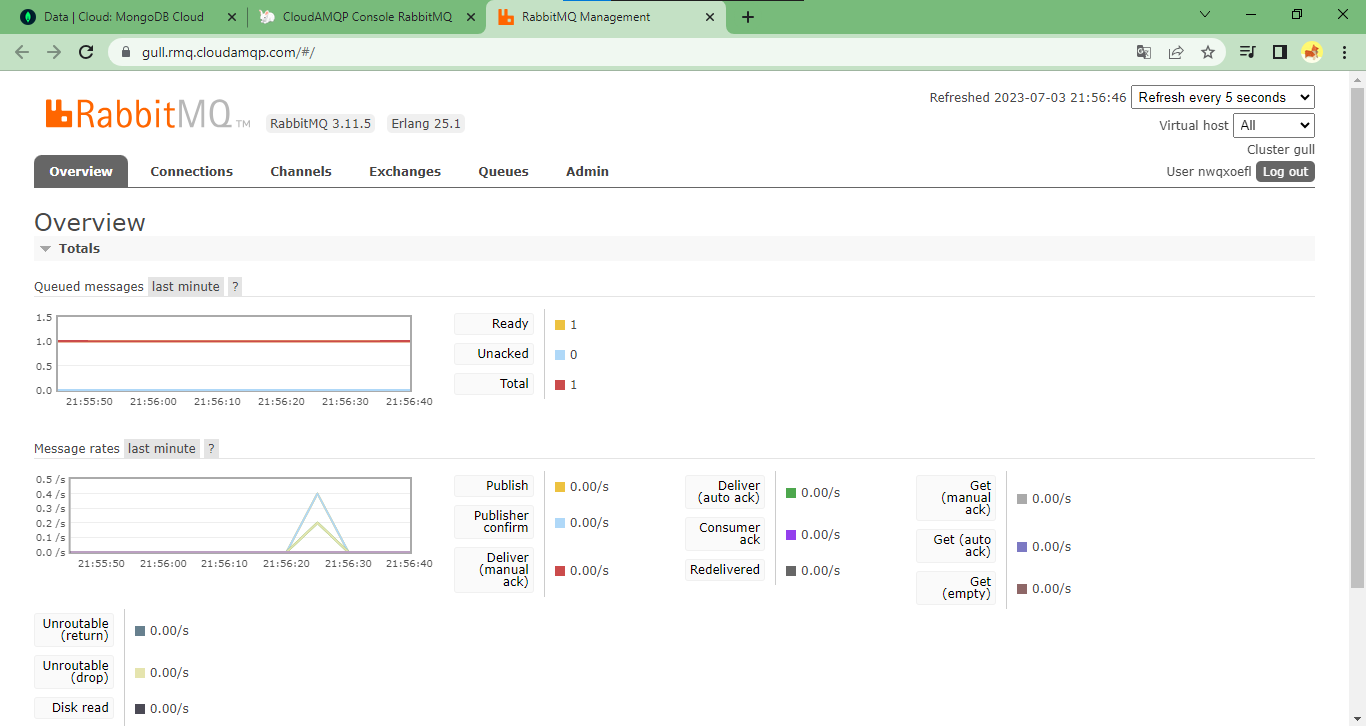 Data | Cloud: MongoDB Cloud
CloudAMQP Console RabbitMQ
RabbitMQ Management
gull.rmq.cloudamqp.com/#/
RabbitMQ TM
RabbitMQ 3.11.5
Erlang 25.1
Refreshed 2023-07-03 21:56:46
Refresh every 5 seconds
Virtual host
All
Cluster gull
User nwqxoefl
Log out
Overview
Connections
Channels
Exchanges
Queues
Admin
Overview
Totals
Queued messages last minute ?
1.5
1.0
0.5
0.0
21:55:50 21:56:00 21:56:10 21:56:20 21:56:30 21:56:40
Ready 1
Unacked 0
Total 1
Message rates last minute ?
0.5 /s
0.4 /s
0.3 /s
0.2 /s
0.1 /s
0.0 /s
21:55:50 21:56:00 21:56:10 21:56:20 21:56:30 21:56:40
Publish 0.00/s
Publisher
confirm 0.00/s
Deliver
(manual
ack) 0.00/s
Deliver
(auto ack) 0.00/s
Consumer
ack 0.00/s
Redelivered 0.00/s
Get
(manual
ack) 0.00/s
Get (auto
ack) 0.00/s
Get
(empty) 0.00/s
Unroutable
(return) 0.00/s
Unroutable
(drop) 0.00/s
Disk read 0.00/s